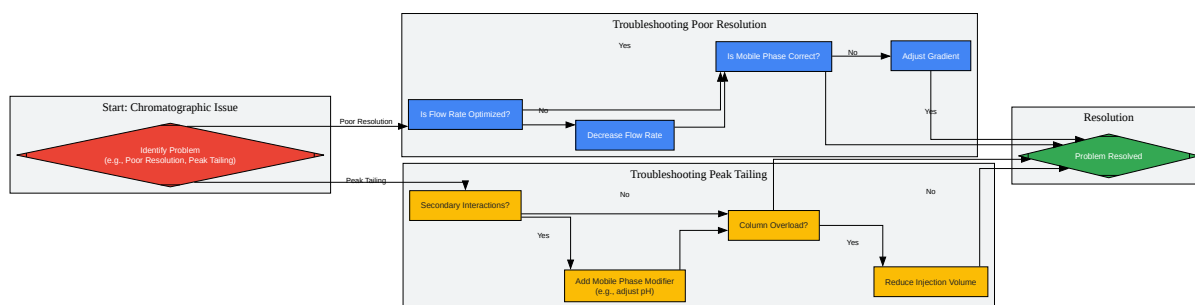 Troubleshooting Poor Resolution
Yes
Is Mobile Phase Correct?
No
Adjust Gradient
Start: Chromatographic Issue
Poor Resolution
Is Flow Rate Optimized?
No
Decrease Flow Rate
Yes
Resolution
Identify Problem
(e.g., Poor Resolution, Peak Tailing)
Problem Resolved
Peak Tailing
Troubleshooting Peak Tailing
Secondary Interactions?
No
Column Overload?
No
Yes
Yes
Add Mobile Phase Modifier
(e.g., adjust pH)
Reduce Injection Volume